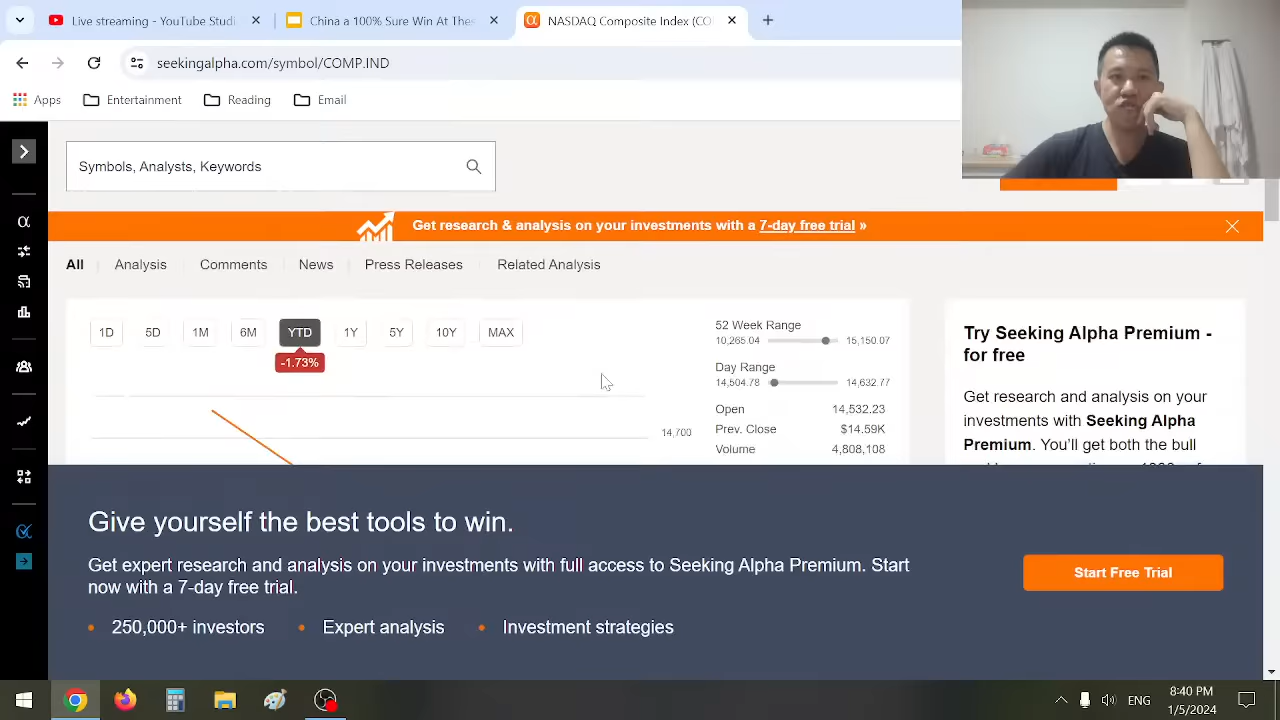 Live streaming - YouTube Studi
China a 100% Sure Win At Thes
NASDAQ Composite Index (CO
seekingalpha.com/symbol/COMP.IND
Apps
Entertainment
Reading
Email
Symbols, Analysts, Keywords
Get research & analysis on your investments with a 7-day free trial »
All
Analysis
Comments
News
Press Releases
Related Analysis
1D
5D
1M
6M
YTD
1Y
5Y
10Y
MAX
-1.73%
14,700
52 Week Range
10,265.04
15,150.07
Day Range
14,504.78
14,632.77
Open 14,532.23
Prev. Close $14.59K
Volume 4,808,108
Try Seeking Alpha Premium -
for free
Get research and analysis on your
investments with Seeking Alpha
Premium. You'll get both the bull
Give yourself the best tools to win.
Get expert research and analysis on your investments with full access to Seeking Alpha Premium. Start
now with a 7-day free trial.
• 250,000+ investors
• Expert analysis
• Investment strategies
Start Free Trial
ENG
8:40 PM
1/5/2024